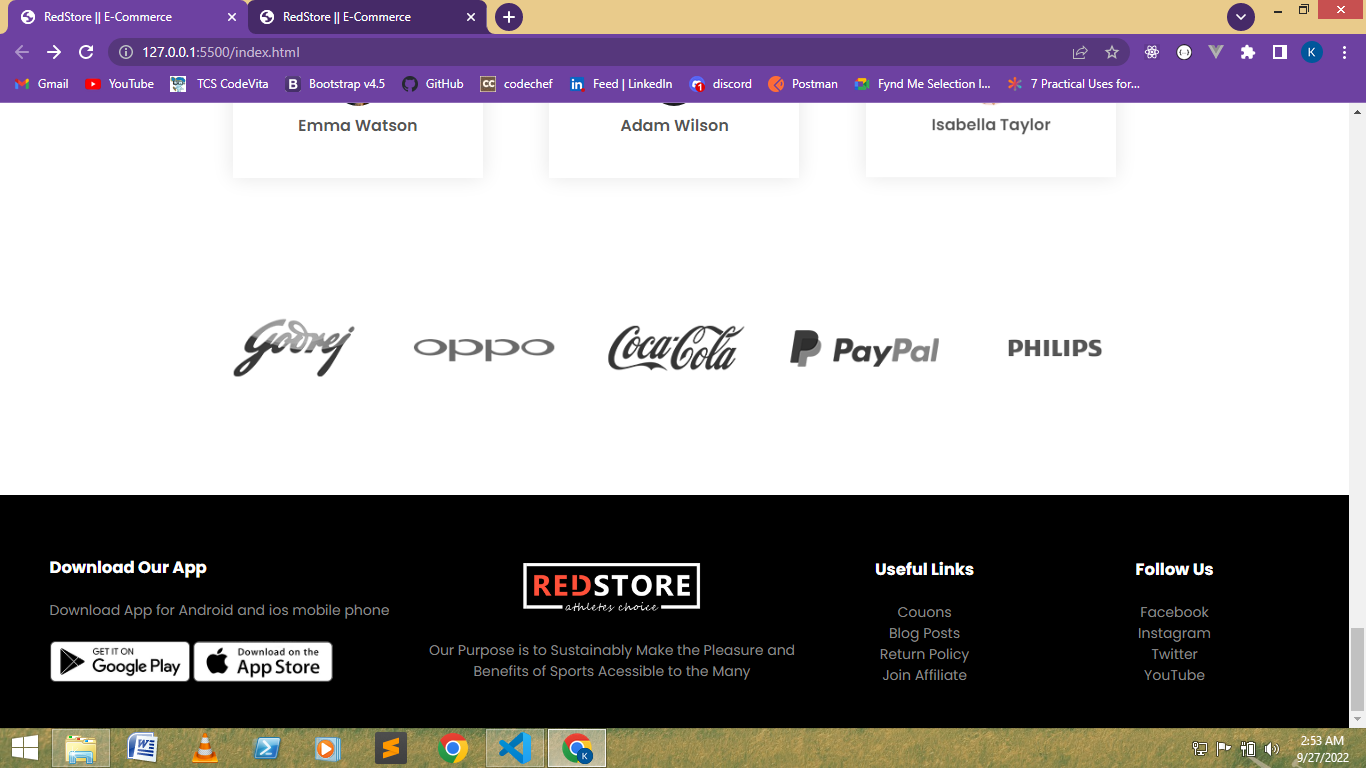 RedStore || E-Commerce
RedStore || E-Commerce
127.0.0.1:5500/index.html
K
Gmail
YouTube
TCS CodeVita
B Bootstrap v4.5
GitHub
CC codechef
in Feed | LinkedIn
1 discord
Postman
Fynd Me Selection I...
7 Practical Uses for...
Emma Watson
Adam Wilson
Isabella Taylor
Godrej
oppo
Coca-Cola
P PayPal
PHILIPS
Download Our App
Download App for Android and ios mobile phone
GET IT ON
Google Play
Download on the
App Store
REDSTORE
athletes choice
Our Purpose is to Sustainably Make the Pleasure and
Benefits of Sports Acessible to the Many
Useful Links
Couons
Blog Posts
Return Policy
Join Affiliate
Follow Us
Facebook
Instagram
Twitter
YouTube
W
S
K
2:53 AM
9/27/2022